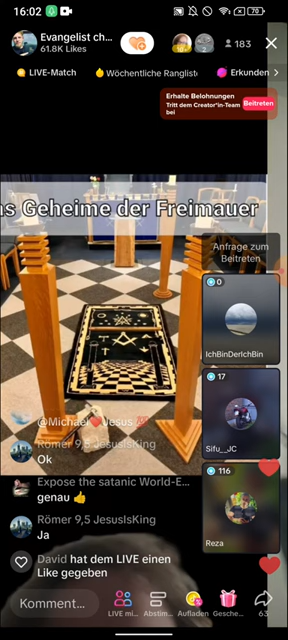 16:02
70
Evangelist ch...
61.8K Likes
183
LIVE-Match
Wöchentliche Rangliste
Erkunden
Erhalte Belohnungen
Tritt dem Creator*in-Team bei
Beitreten
as Geheime der Freimauer
Anfrage zum
Beitreten
0
IchBinDerIchBin
17
Sifu__JC
116
Reza
@Michael❤️Jesus 💯
Römer 9,5 JesusIsKing
Ok
Expose the satanic World-E...
genau 👍
Römer 9,5 JesusIsKing
Ja
David hat dem LIVE einen
Like gegeben
Komment...
LIVE mi...
Abstim...
Aufladen
Gesche...
63